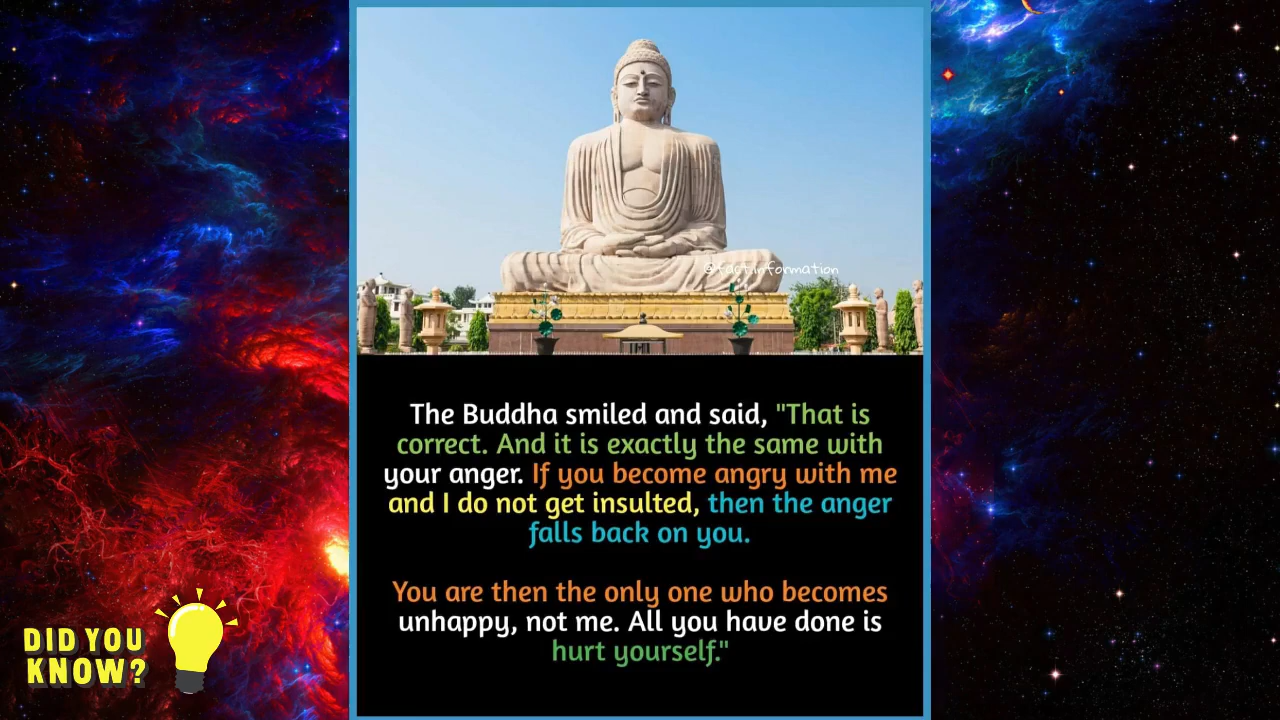 @fact.information
The Buddha smiled and said, "That is
correct. And it is exactly the same with
your anger. If you become angry with me
and I do not get insulted, then the anger
falls back on you.
You are then the only one who becomes
unhappy, not me. All you have done is
hurt yourself."
DID YOU
KNOW?